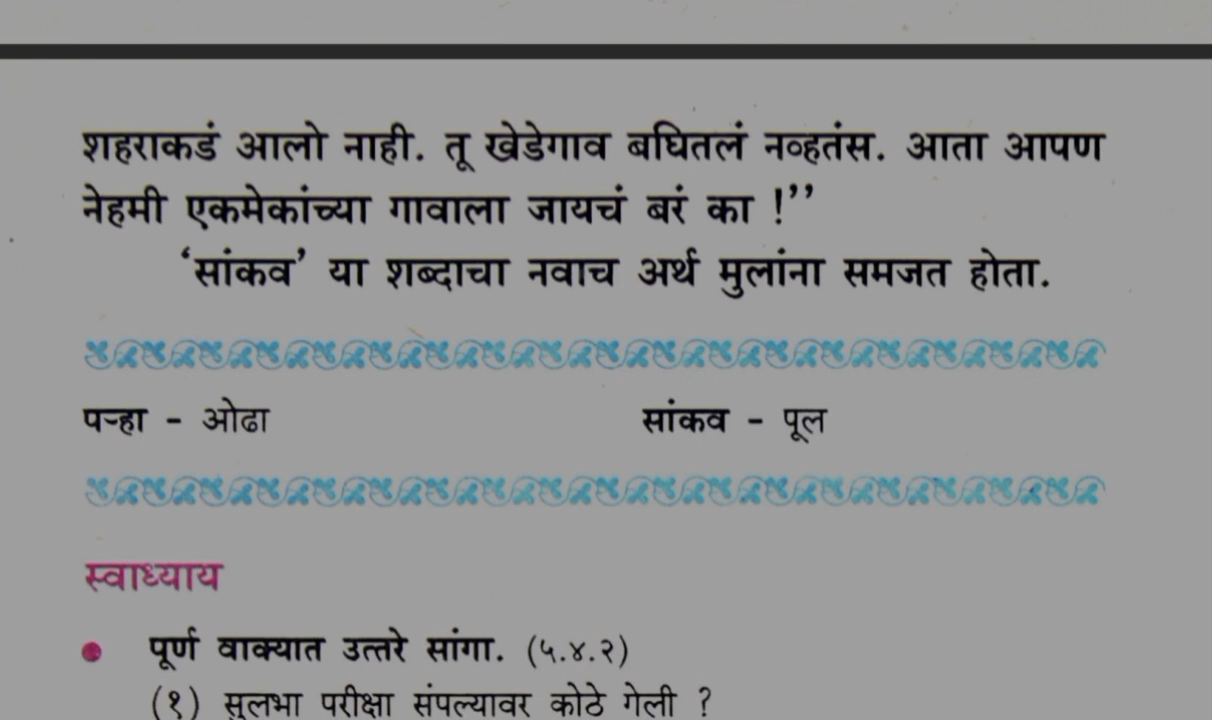 शहराकडं आलो नाही. तू खेडेगाव बघितलं नव्हतंस. आता आपण
नेहमी एकमेकांच्या गावाला जायचं बरं का !”
‘सांकव’ या शब्दाचा नवाच अर्थ मुलांना समजत होता.
पऱ्हा - ओढा सांकव - पूल
स्वाध्याय
● पूर्ण वाक्यात उत्तरे सांगा. (५.४.२)
(१) सुलभा परीक्षा संपल्यावर कोठे गेली ?